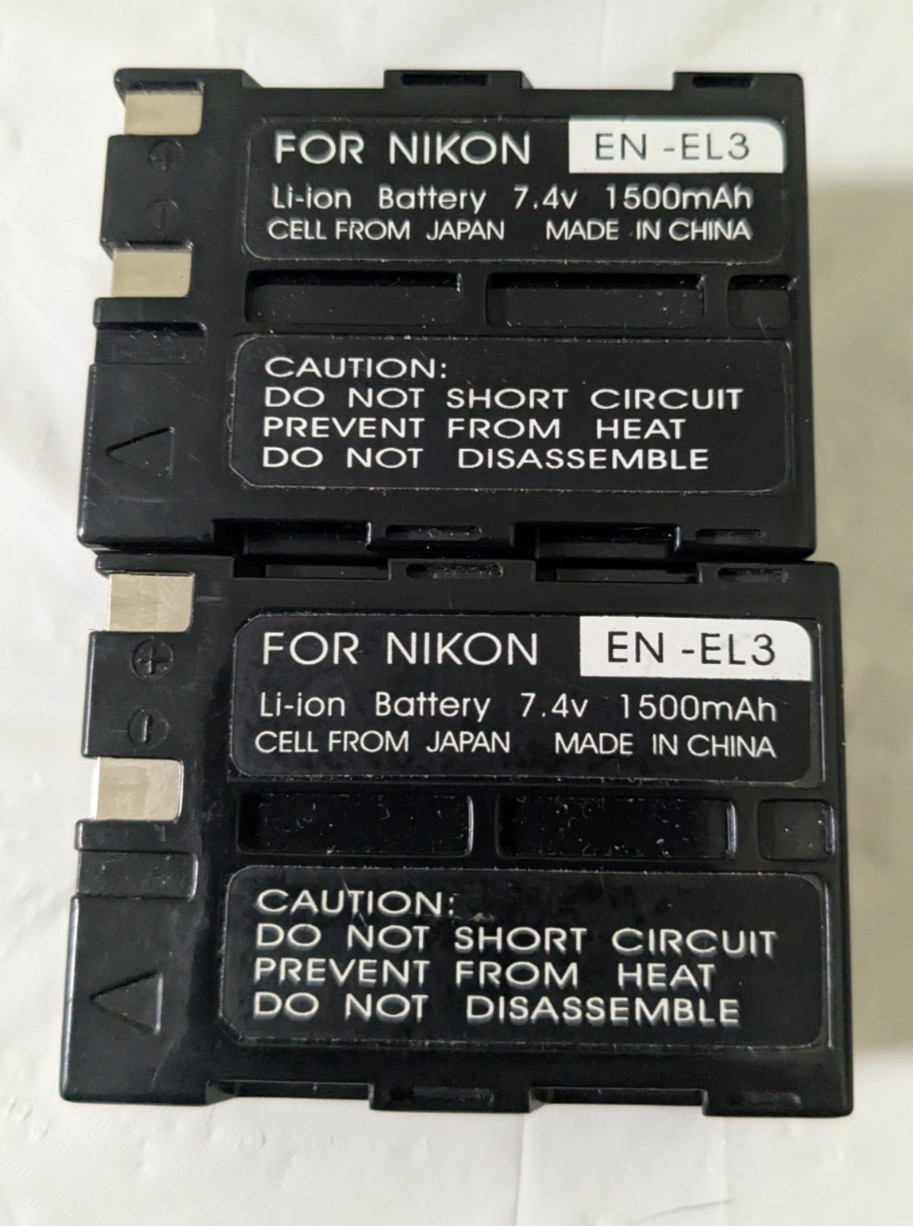 FOR NIKON EN -EL3
Li-ion Battery 7.4v 1500mAh
CELL FROM JAPAN MADE IN CHINA
CAUTION:
DO NOT SHORT CIRCUIT
PREVENT FROM HEAT
DO NOT DISASSEMBLE
FOR NIKON EN -EL3
Li-ion Battery 7.4v 1500mAh
CELL FROM JAPAN MADE IN CHINA
CAUTION:
DO NOT SHORT CIRCUIT
PREVENT FROM HEAT
DO NOT DISASSEMBLE